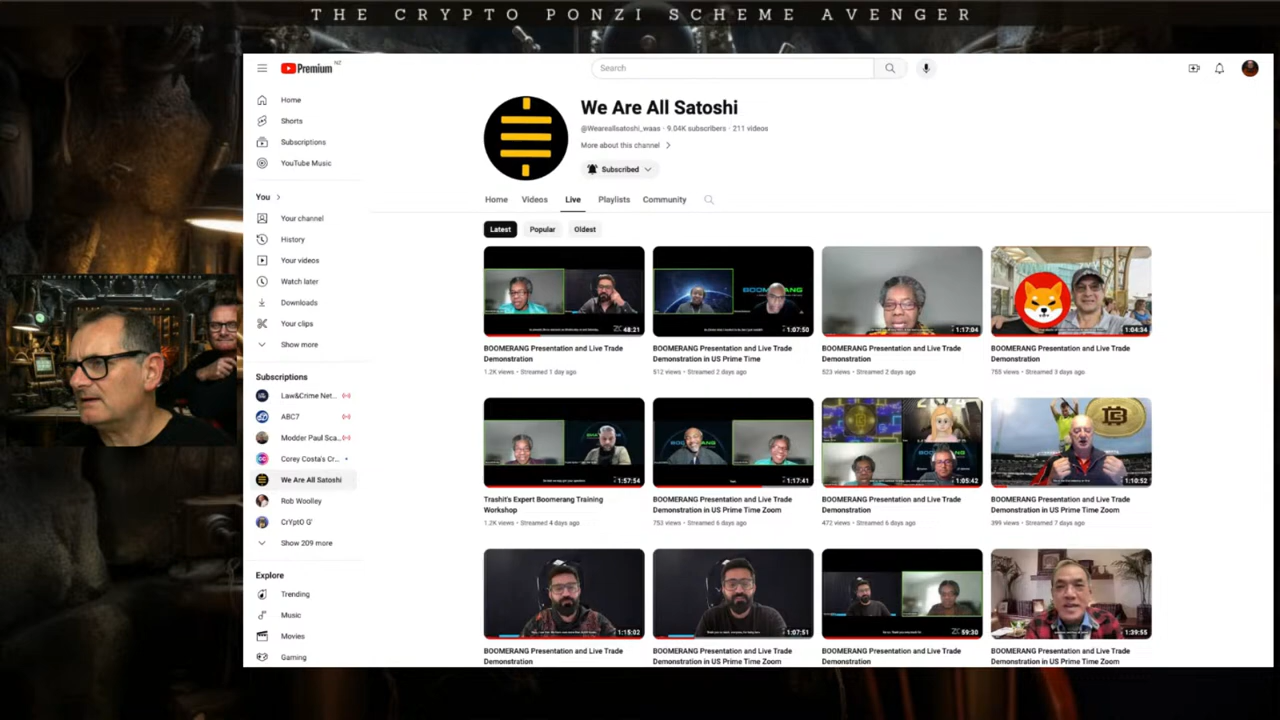 THE CRYPTO PONZI SCHEME AVENGER
Premium NZ
Search
Home
Shorts
Subscriptions
YouTube Music
You
Your channel
History
Your videos
Watch later
Downloads
Your clips
Show more
Subscriptions
Law&Crime Net...
ABC7
Modder Paul Sca...
Corey Costa's Cr...
We Are All Satoshi
Rob Woolley
CrYptO G'
Show 209 more
Explore
Trending
Music
Movies
Gaming
We Are All Satoshi
@Weareallsatoshi_waas · 9.04K subscribers · 211 videos
More about this channel
Subscribed
Home Videos Live Playlists Community
Latest Popular Oldest
48:21
1:07:50
1:17:04
1:04:34
BOOMERANG Presentation and Live Trade
Demonstration
1.2K views · Streamed 1 day ago
BOOMERANG Presentation and Live Trade
Demonstration in US Prime Time
512 views · Streamed 2 days ago
BOOMERANG Presentation and Live Trade
Demonstration
523 views · Streamed 2 days ago
BOOMERANG Presentation and Live Trade
Demonstration
755 views · Streamed 3 days ago
1:57:54
1:17:41
1:05:42
1:10:52
Trashit's Expert Boomerang Training
Workshop
1.2K views · Streamed 4 days ago
BOOMERANG Presentation and Live Trade
Demonstration in US Prime Time Zoom
753 views · Streamed 6 days ago
BOOMERANG Presentation and Live Trade
Demonstration
472 views · Streamed 6 days ago
BOOMERANG Presentation and Live Trade
Demonstration in US Prime Time Zoom
399 views · Streamed 7 days ago
1:15:02
1:07:51
59:30
1:39:55
BOOMERANG Presentation and Live Trade
Demonstration
BOOMERANG Presentation and Live Trade
Demonstration in US Prime Time Zoom
BOOMERANG Presentation and Live Trade
Demonstration
BOOMERANG Presentation and Live Trade
Demonstration in US Prime Time Zoom
THE CRYPTO PONZI SCHEME AVENGER